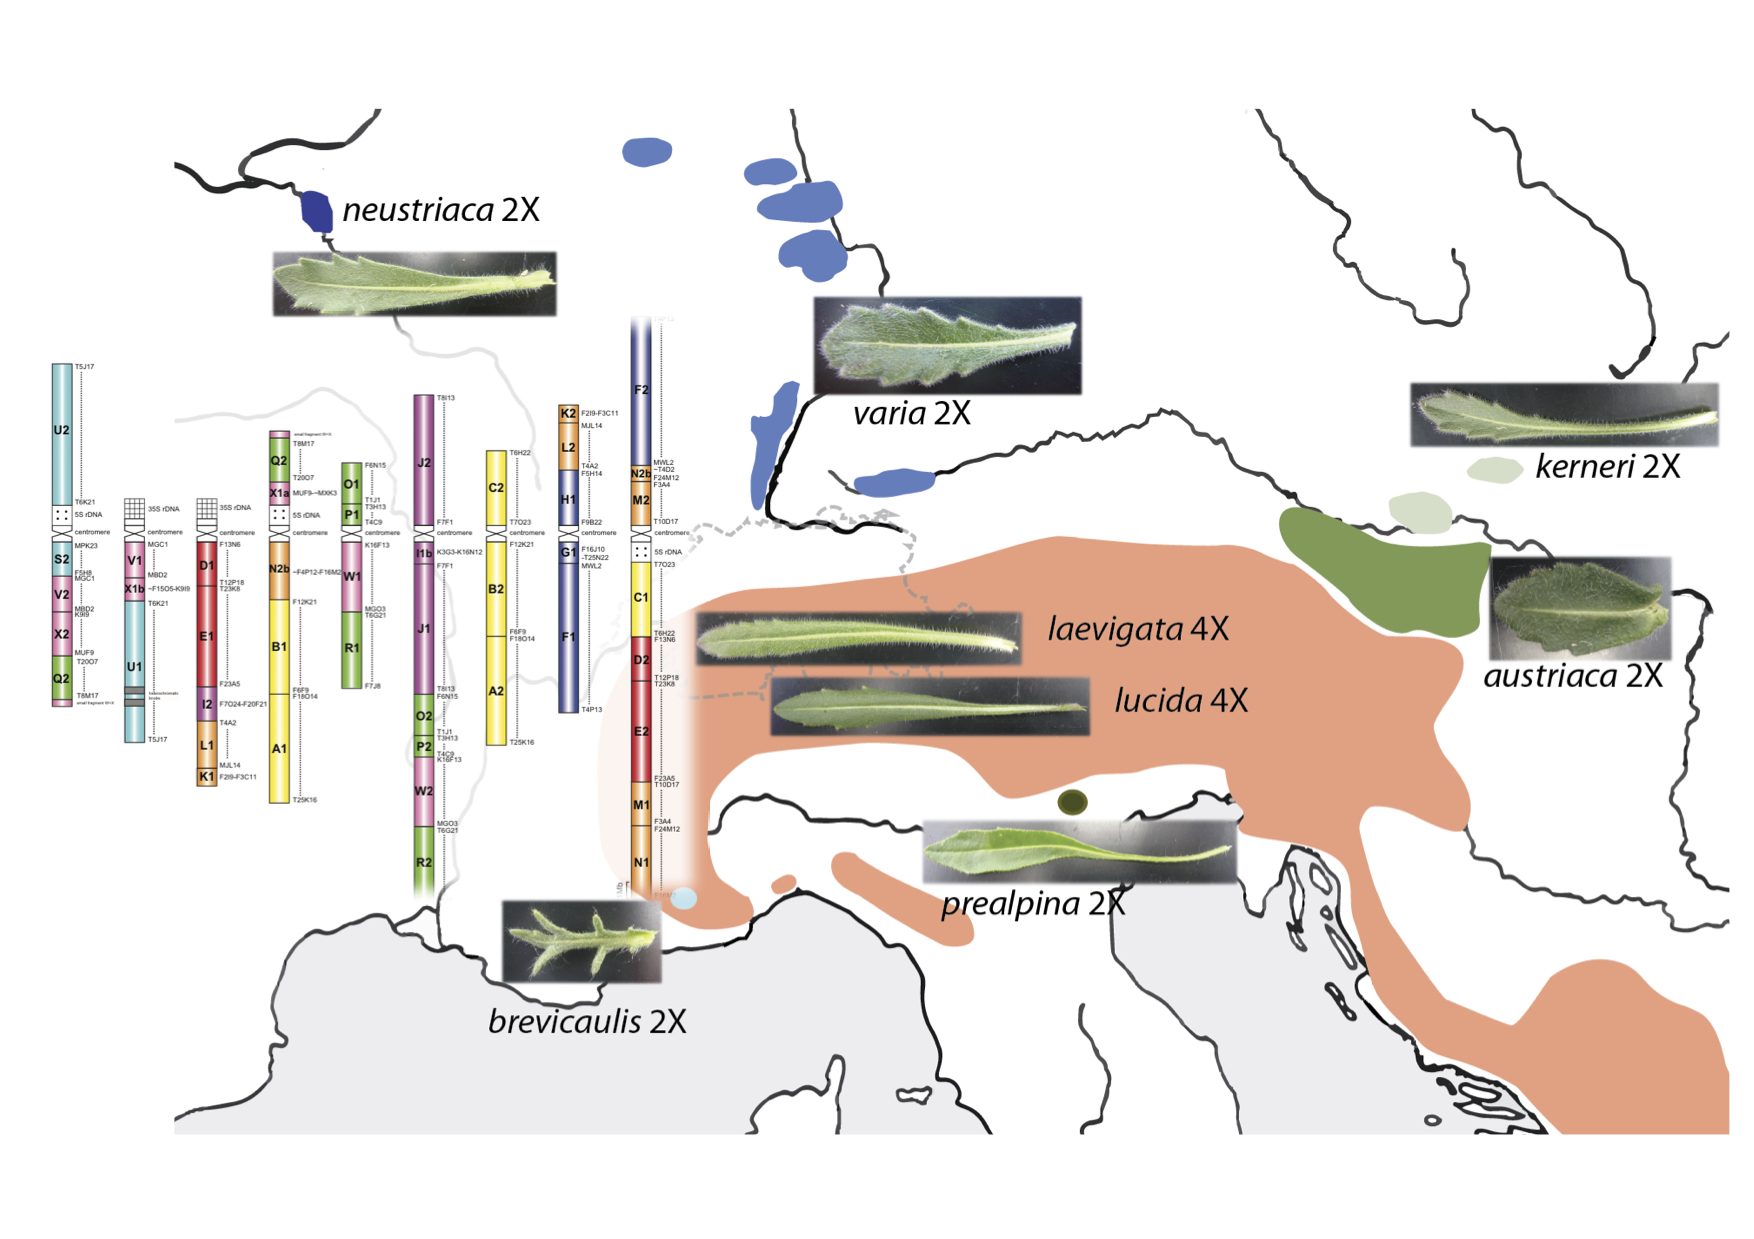 neustriaca 2X
varia 2X
kerneri 2X
laevigata 4X
austriaca 2X
lucida 4X
prealpina 2X
brevicaulis 2X
T5J17
U2
T6K21
5S rDNA
centromere
MPK23
S2
F5H8
MGC1
V2
MBD2
K9I9
X2
MUF9
T20O7
Q2
T8M17
35S rDNA
centromere
MGC1
V1
MBD2
X1b ~F15O5-K9I9
T6K21
U1
T5J17
35S rDNA
centromere
F13N6
D1
T12P18
T23K8
E1
F23A5
I2 F7O24-F20F21
T4A2
L1
MJL14
K1 F2I9-F3C11
T8M17
Q2
T20O7
X1a MUF9-~MXK3
5S rDNA
centromere
N2b ~F4P12-F16M2
F12K21
B1
F6F9
F18O14
A1
T25K16
F6N15
O1
T1J1
T3H13
P1
T4C9
centromere
K16F13
W1
MGO3
T6G21
R1
F7J8
T8I13
J2
F7F1
centromere
I1b K3G3-K16N12
F7F1
J1
T8I13
F6N15
O2
T1J1
T3H13
P2
T4C9
K16F13
W2
MGO3
T6G21
R2
T6H22
C2
T7O23
centromere
F12K21
B2
F6F9
F18O14
A2
T25K16
K2 F2I9-F3C11
MJL14
L2
T4A2
F5H14
H1
F9B22
centromere
G1 F16J10
-T25N22
MWL2
F1
T4P13
F2
MWL2
N2b ~T4D2
F24M12
F3A4
M2
T10D17
centromere
5S rDNA
T7O23
C1
T6H22
F13N6
D2
T12P18
T23K8
E2
F23A5
T10D17
M1
F3A4
F24M12
N1